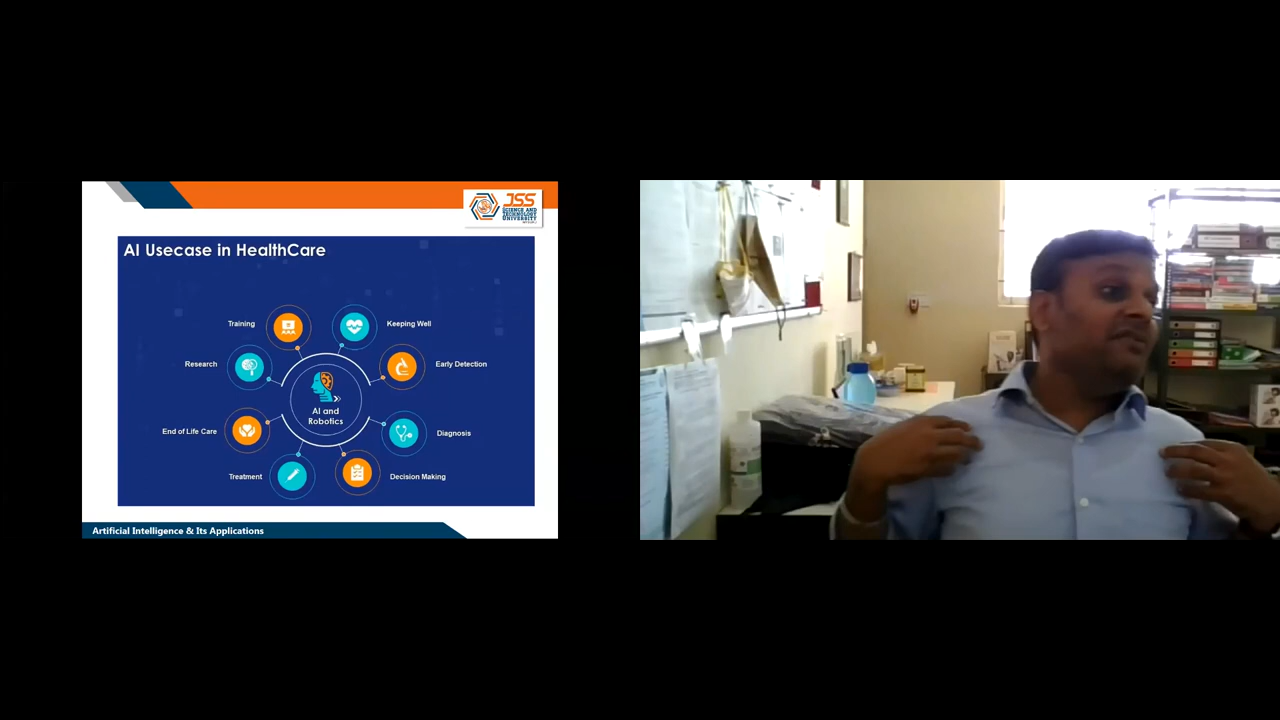 JSS
SCIENCE AND
TECHNOLOGY
UNIVERSITY
AI Usecase in HealthCare
Training
Keeping Well
Research
Early Detection
AI and
Robotics
End of Life Care
Diagnosis
Treatment
Decision Making
Artificial Intelligence & Its Applications